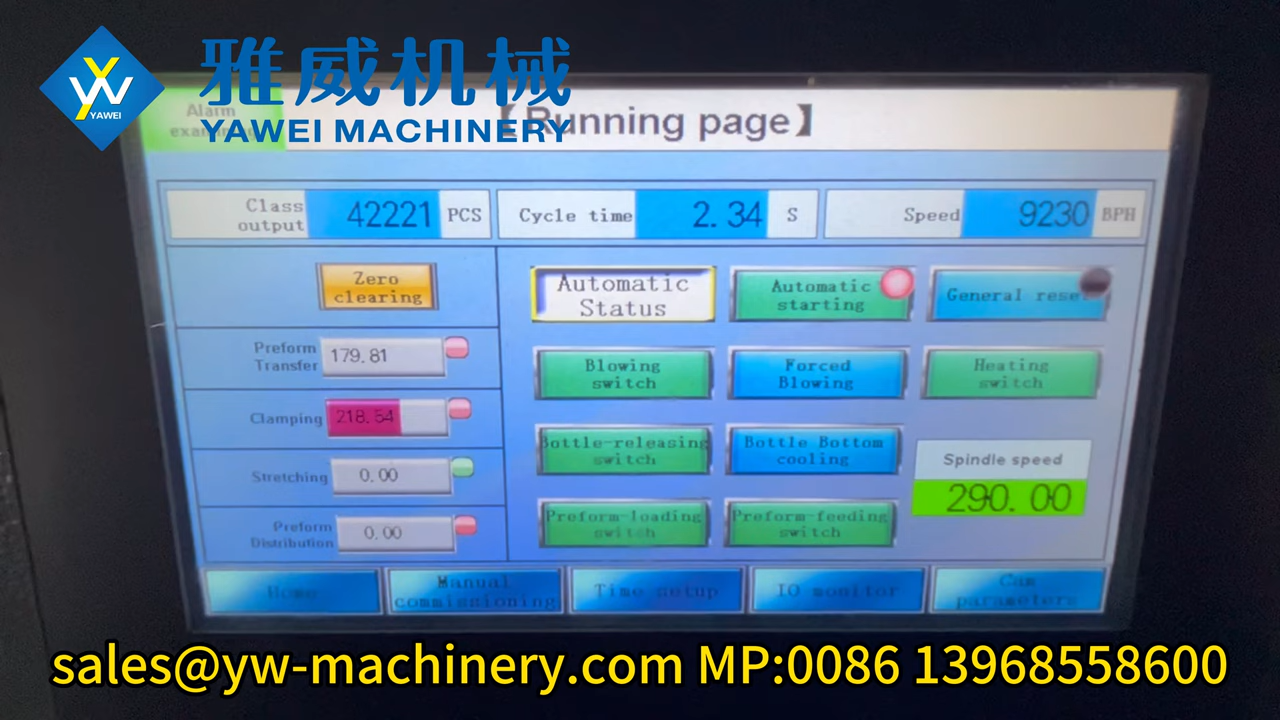 雅威机械
YAWEI MACHINERY
YW
YAWEI
Alarm
【Running page】
Class
output
42221
PCS
Cycle time
2.34
S
Speed
9230
BPH
Zero
clearing
Automatic
Status
Automatic
starting
General reset
Preform
Transfer
179.81
Blowing
switch
Forced
Blowing
Heating
switch
Clamping
218.54
Bottle-releasing
switch
Bottle Bottom
cooling
Spindle speed
290.00
Stretching
0.00
Preform
Distribution
0.00
Preform-loading
switch
Preform-feeding
switch
Home
Manual
commissioning
Time setup
IO monitor
Cam
parameters
sales@yw-machinery.com MP:0086 13968558600